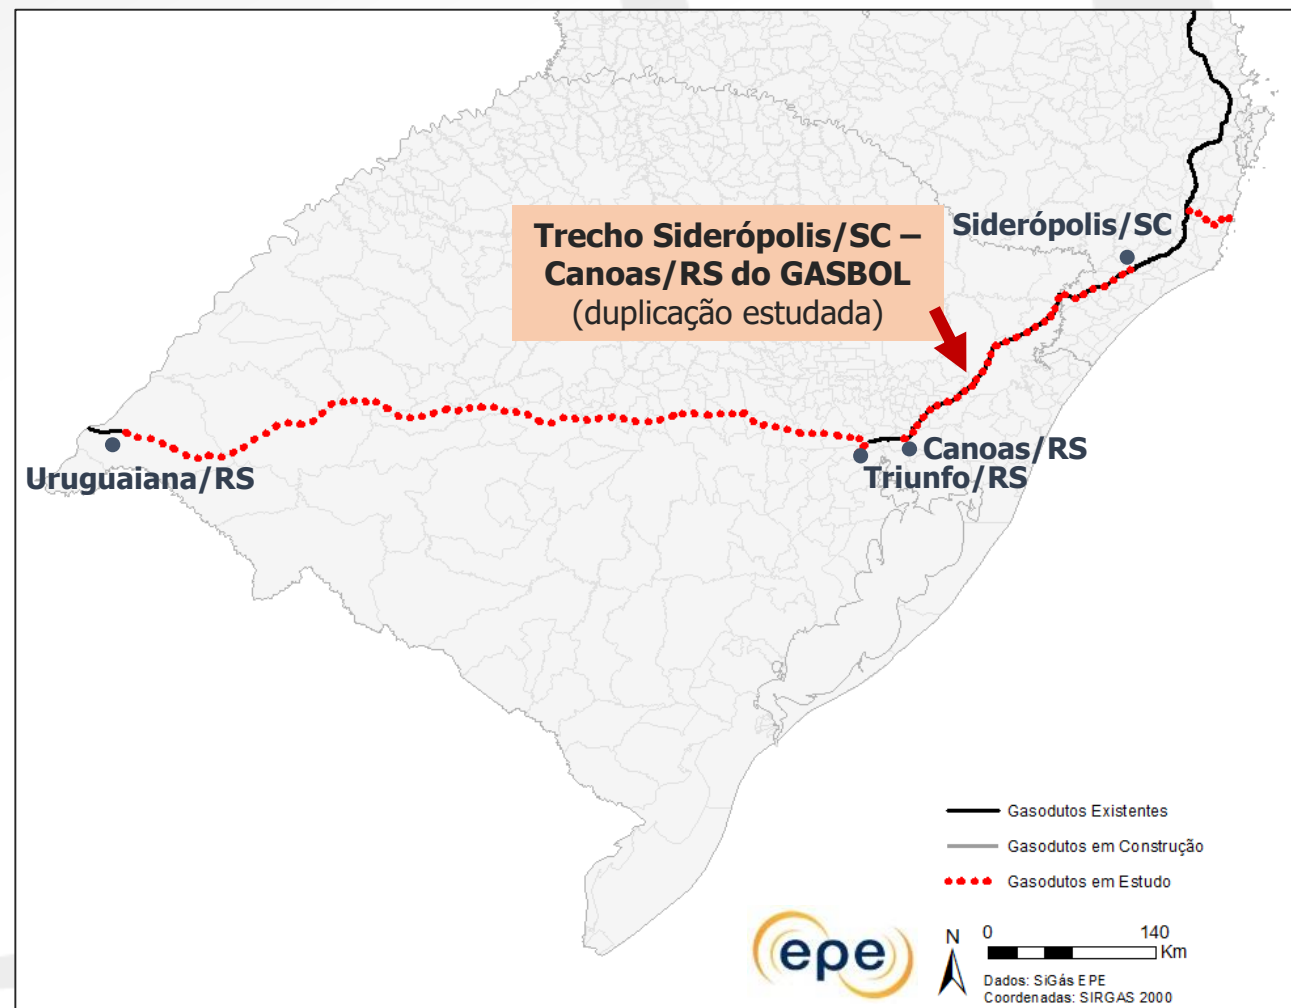 Trecho Siderópolis/SC –
Canoas/RS do GASBOL
(duplicação estudada)
Siderópolis/SC
Canoas/RS
Triunfo/RS
Uruguaiana/RS
Gasodutos Existentes
Gasodutos em Construção
Gasodutos em Estudo
epe
N
0 140
Km
Dados: SiGás EPE
Coordenadas: SIRGAS 2000